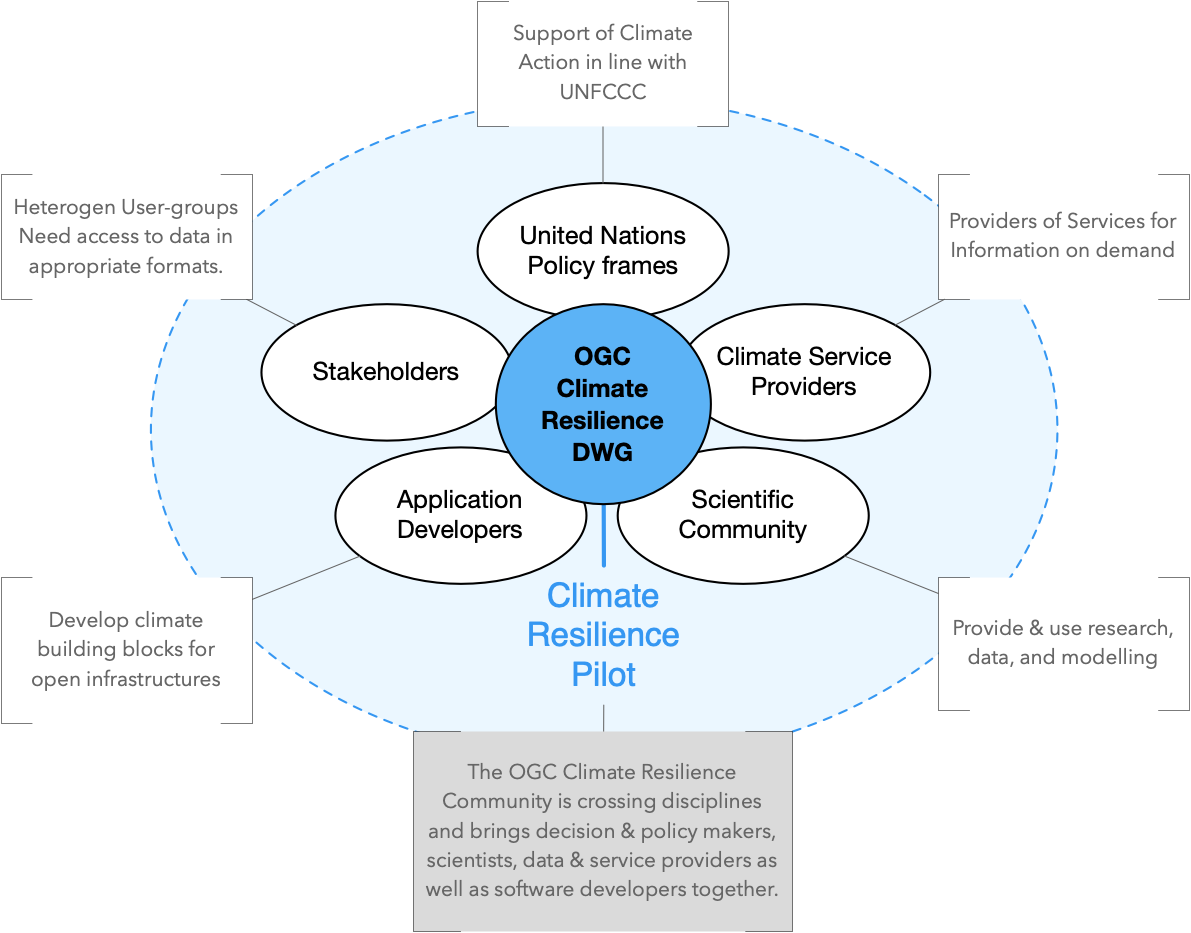 Support of Climate
Action in line with
UNFCCC
Heterogen User-groups
Need access to data in
appropriate formats.
Providers of Services for
Information on demand
United Nations
Policy frames
Stakeholders
OGC
Climate
Resilience
DWG
Climate Service
Providers
Application
Developers
Scientific
Community
Climate
Resilience
Pilot
Develop climate
building blocks for
open infrastructures
Provide & use research,
data, and modelling
The OGC Climate Resilience
Community is crossing disciplines
and brings decision & policy makers,
scientists, data & service providers as
well as software developers together.